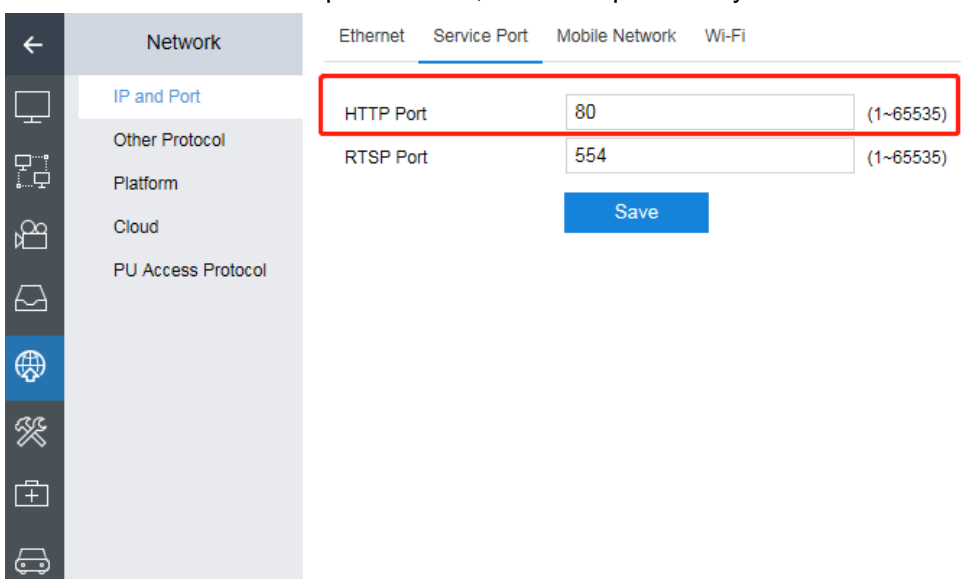 Network
Ethernet Service Port Mobile Network Wi-Fi
IP and Port
Other Protocol
Platform
Cloud
PU Access Protocol
HTTP Port 80 (1~65535)
RTSP Port 554 (1~65535)
Save